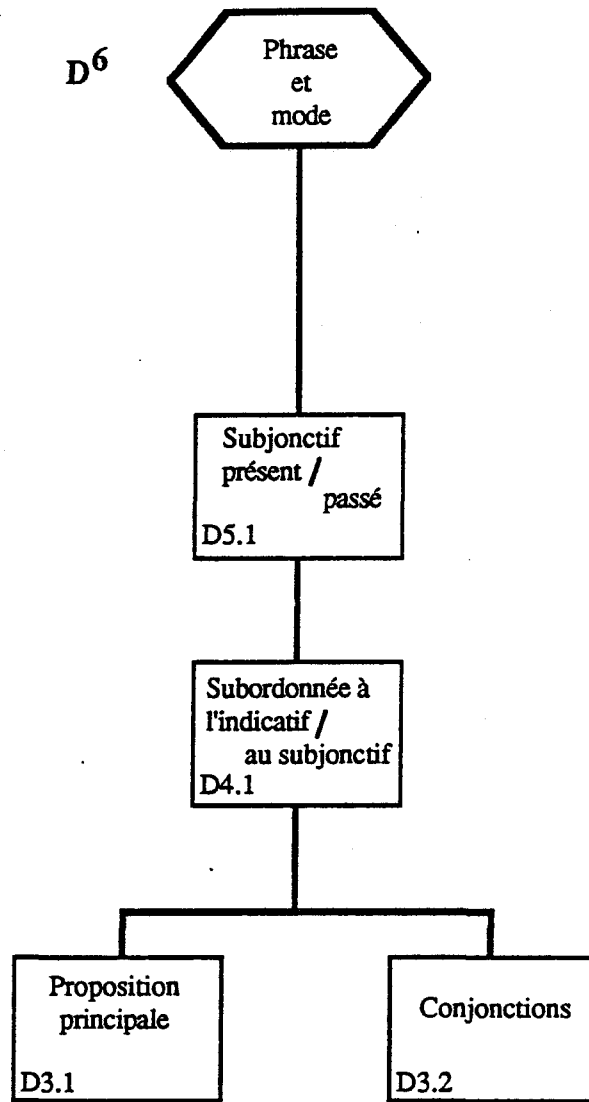 D6
Phrase
et
mode
Subjonctif
présent /
passé
D5.1
Subordonnée à
l'indicatif /
au subjonctif
D4.1
Proposition
principale
D3.1
Conjonctions
D3.2